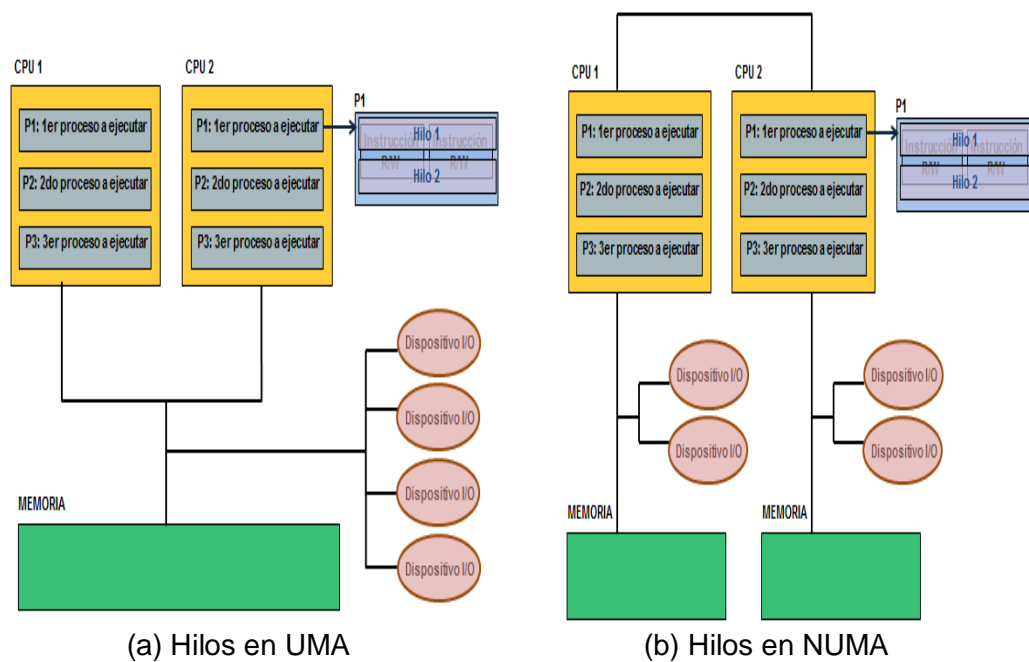 CPU 1
CPU 2
P1: 1er proceso a ejecutar
P2: 2do proceso a ejecutar
P3: 3er proceso a ejecutar
P1: 1er proceso a ejecutar
P2: 2do proceso a ejecutar
P3: 3er proceso a ejecutar
P1
Hilo 1
Instrucción
R/W
Instrucción
R/W
Hilo 2
Dispositivo I/O
Dispositivo I/O
Dispositivo I/O
Dispositivo I/O
MEMORIA
(a) Hilos en UMA
CPU 1
CPU 2
P1: 1er proceso a ejecutar
P2: 2do proceso a ejecutar
P3: 3er proceso a ejecutar
P1: 1er proceso a ejecutar
P2: 2do proceso a ejecutar
P3: 3er proceso a ejecutar
P1
Hilo 1
Instrucción
R/W
Instrucción
R/W
Hilo 2
Dispositivo I/O
Dispositivo I/O
Dispositivo I/O
Dispositivo I/O
MEMORIA
MEMORIA
(b) Hilos en NUMA